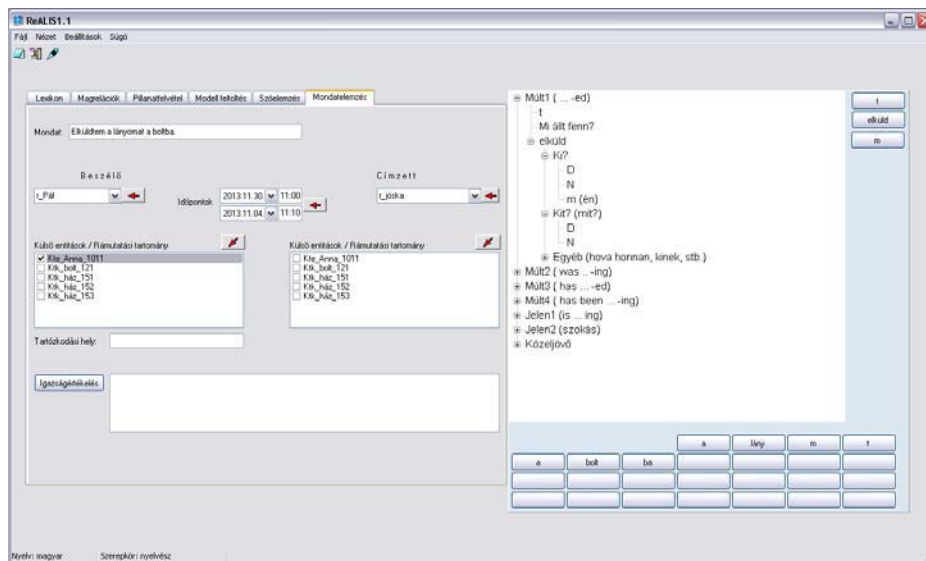 ReALIS1.1
Fájl Nézet Beállítások Súgó
Lexikon Magrelációk Pillanatfelvétel Modell feltöltés Szóelemzés Mondatelemzés
Mondat: Elküldtem a lányomat a boltba.
Beszélő
Címzett
r_Pál
Időpontok
2013.11.30. 11:00
2013.11.04. 11:10
r_jóska
Külső entitások / Rámutatási tartomány
Kfe_Anna_1011
Ktk_bolt_121
Ktk_ház_151
Ktk_ház_152
Ktk_ház_153
Külső entitások / Rámutatási tartomány
Kfe_Anna_1011
Ktk_bolt_121
Ktk_ház_151
Ktk_ház_152
Ktk_ház_153
Tartózkodási hely:
Igazságértékelés
Múlt1 ( ... -ed)
t
Mi állt fenn?
elküld
Ki?
D
N
m (én)
Kit? (mit?)
D
N
Egyéb (hova honnan, kinek, stb.)
Múlt2 ( was .. -ing)
Múlt3 ( has ... -ed)
Múlt4 ( has been ... -ing)
Jelen1 (is ... ing)
Jelen2 (szokás)
Közeljövő
t
elküld
m
a lány m t
a bolt ba
Nyelv: magyar Szerepkör: nyelvész